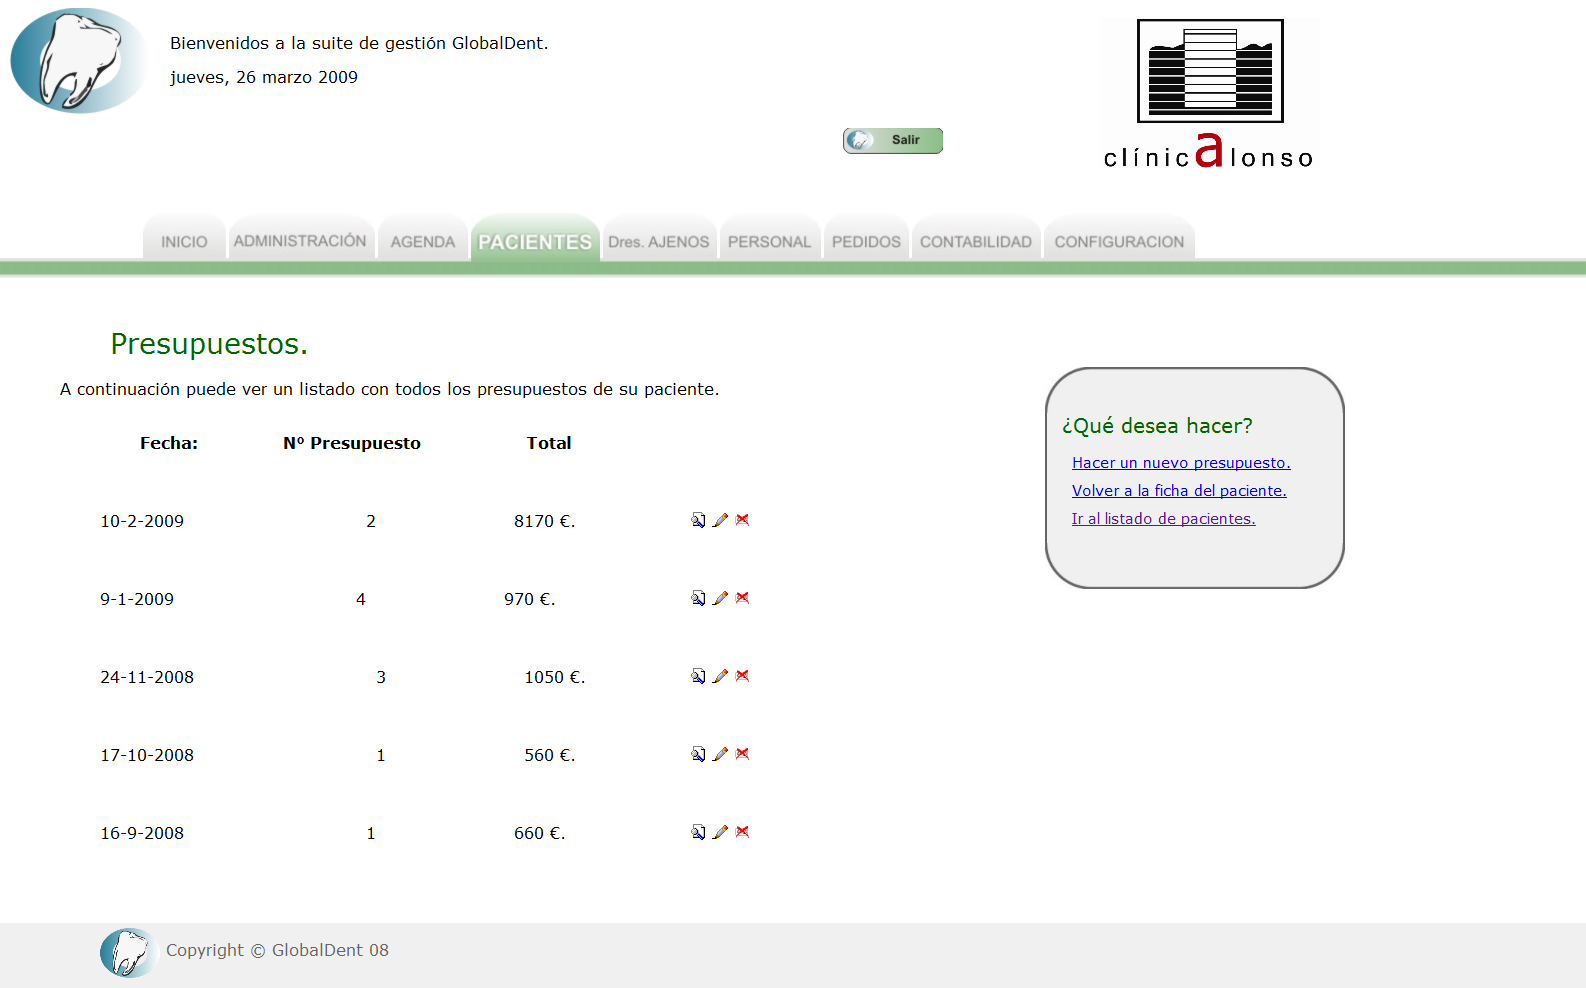 Bienvenidos a la suite de gestión GlobalDent.
jueves, 26 marzo 2009
Salir
clínicAlonso
INICIO ADMINISTRACIÓN AGENDA PACIENTES Dres. AJENOS PERSONAL PEDIDOS CONTABILIDAD CONFIGURACION
Presupuestos.
A continuación puede ver un listado con todos los presupuestos de su paciente.
Fecha: Nº Presupuesto Total
10-2-2009 2 8170 €.
9-1-2009 4 970 €.
24-11-2008 3 1050 €.
17-10-2008 1 560 €.
16-9-2008 1 660 €.
¿Qué desea hacer?
Hacer un nuevo presupuesto.
Volver a la ficha del paciente.
Ir al listado de pacientes.
Copyright © GlobalDent 08